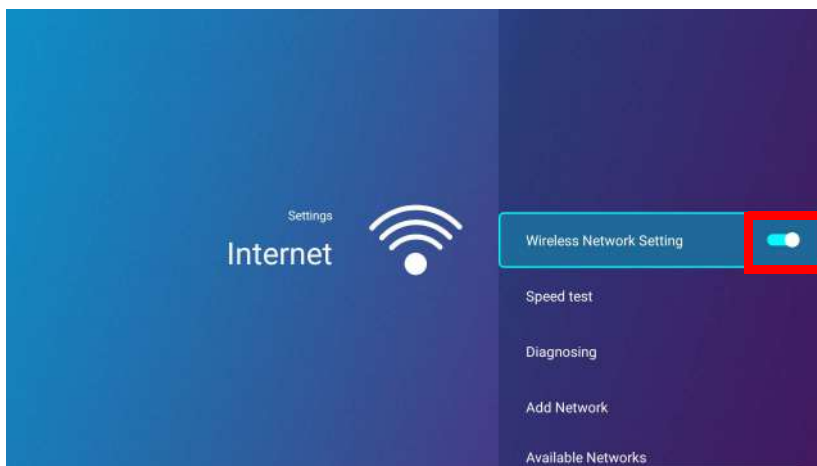 Settings
Internet
Wireless Network Setting
Speed test
Diagnosing
Add Network
Available Networks